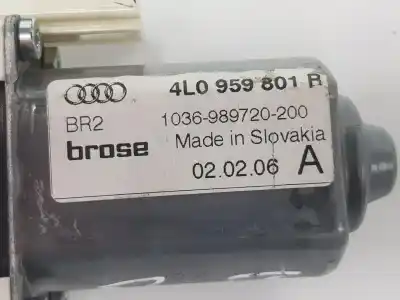 4L0 959 801 B
BR2
1036-989720-200
brose
Made in Slovakia
02.02.06
A